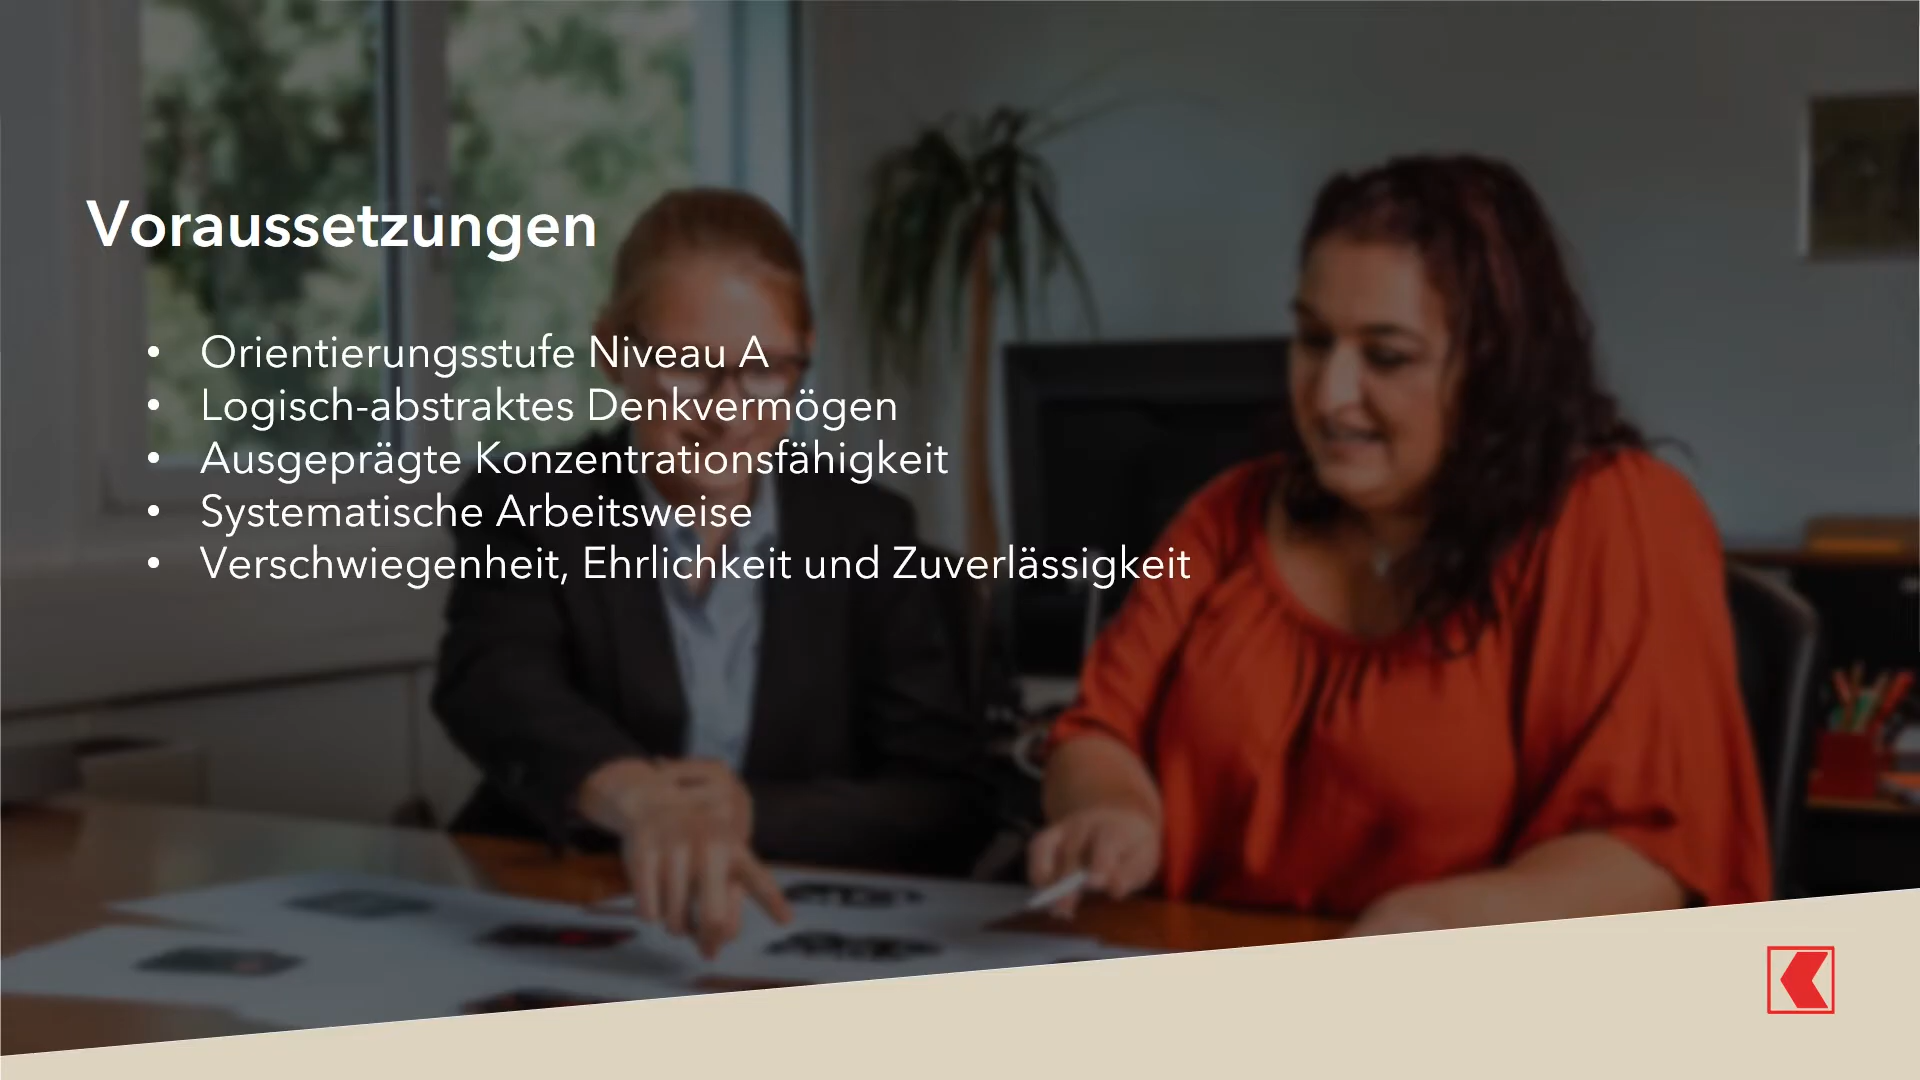 Voraussetzungen
• Orientierungsstufe Niveau A
• Logisch-abstraktes Denkvermögen
• Ausgeprägte Konzentrationsfähigkeit
• Systematische Arbeitsweise
• Verschwiegenheit, Ehrlichkeit und Zuverlässigkeit